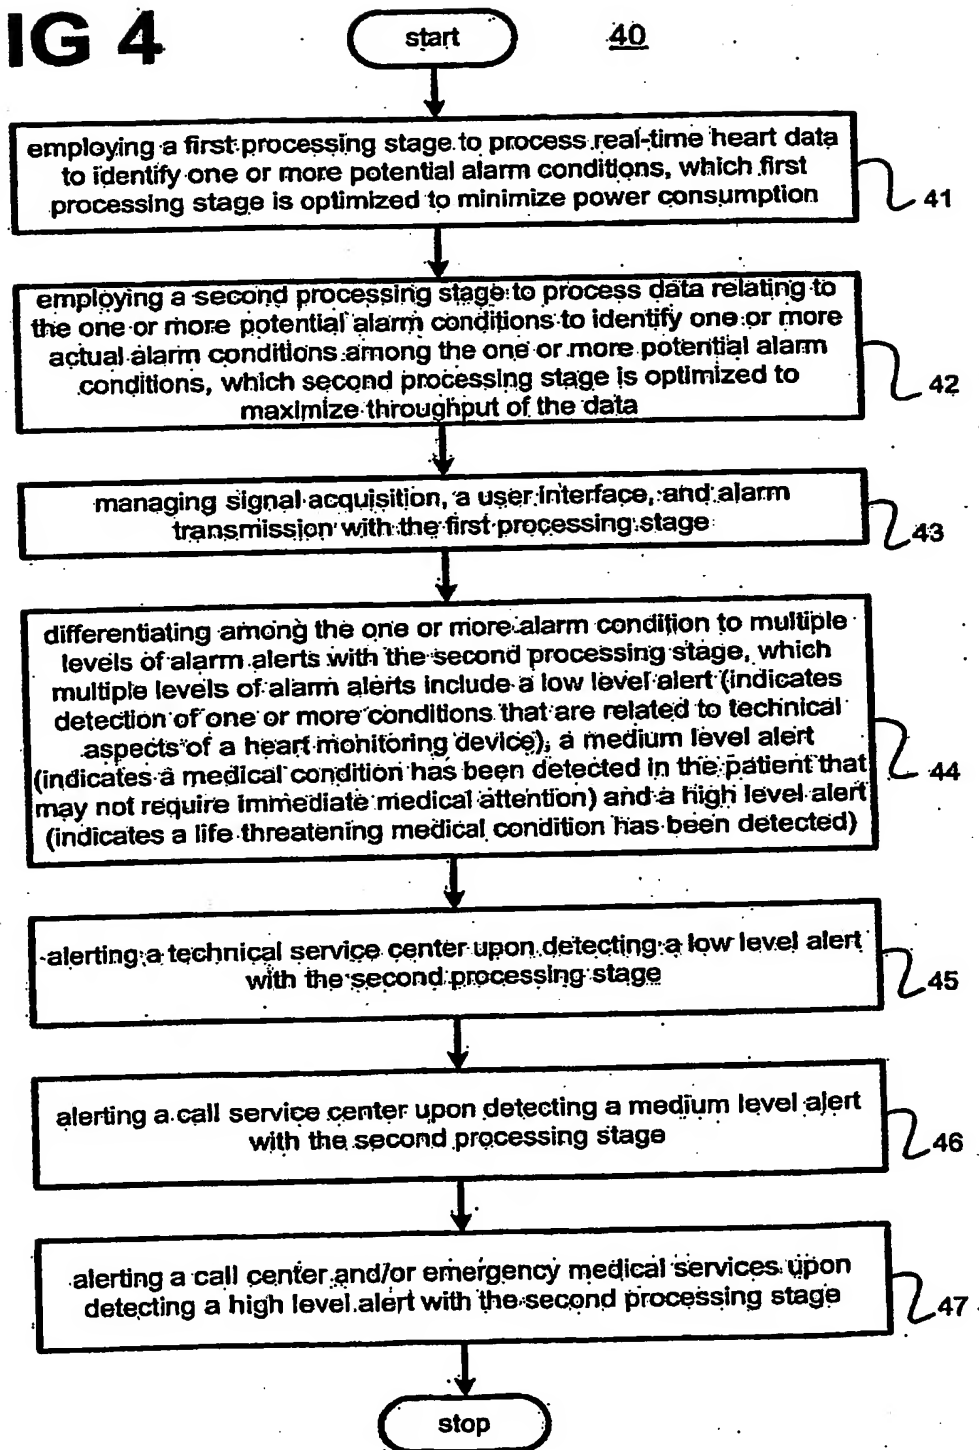 IG 4
start
40
employing a first processing stage to process real-time heart data
to identify one or more potential alarm conditions, which first
processing stage is optimized to minimize power consumption
41
employing a second processing stage to process data relating to
the one or more potential alarm conditions to identify one or more
actual alarm conditions among the one or more potential alarm
conditions, which second processing stage is optimized to
maximize throughput of the data
42
managing signal acquisition, a user interface, and alarm
transmission with the first processing stage
43
differentiating among the one or more alarm condition to multiple
levels of alarm alerts with the second processing stage, which
multiple levels of alarm alerts include a low level alert (indicates
detection of one or more conditions that are related to technical
aspects of a heart monitoring device), a medium level alert
(indicates a medical condition has been detected in the patient that
may not require immediate medical attention) and a high level alert
(indicates a life threatening medical condition has been detected)
44
alerting a technical service center upon detecting a low level alert
with the second processing stage
45
alerting a call service center upon detecting a medium level alert
with the second processing stage
46
alerting a call center and/or emergency medical services upon
detecting a high level alert with the second processing stage
47
stop